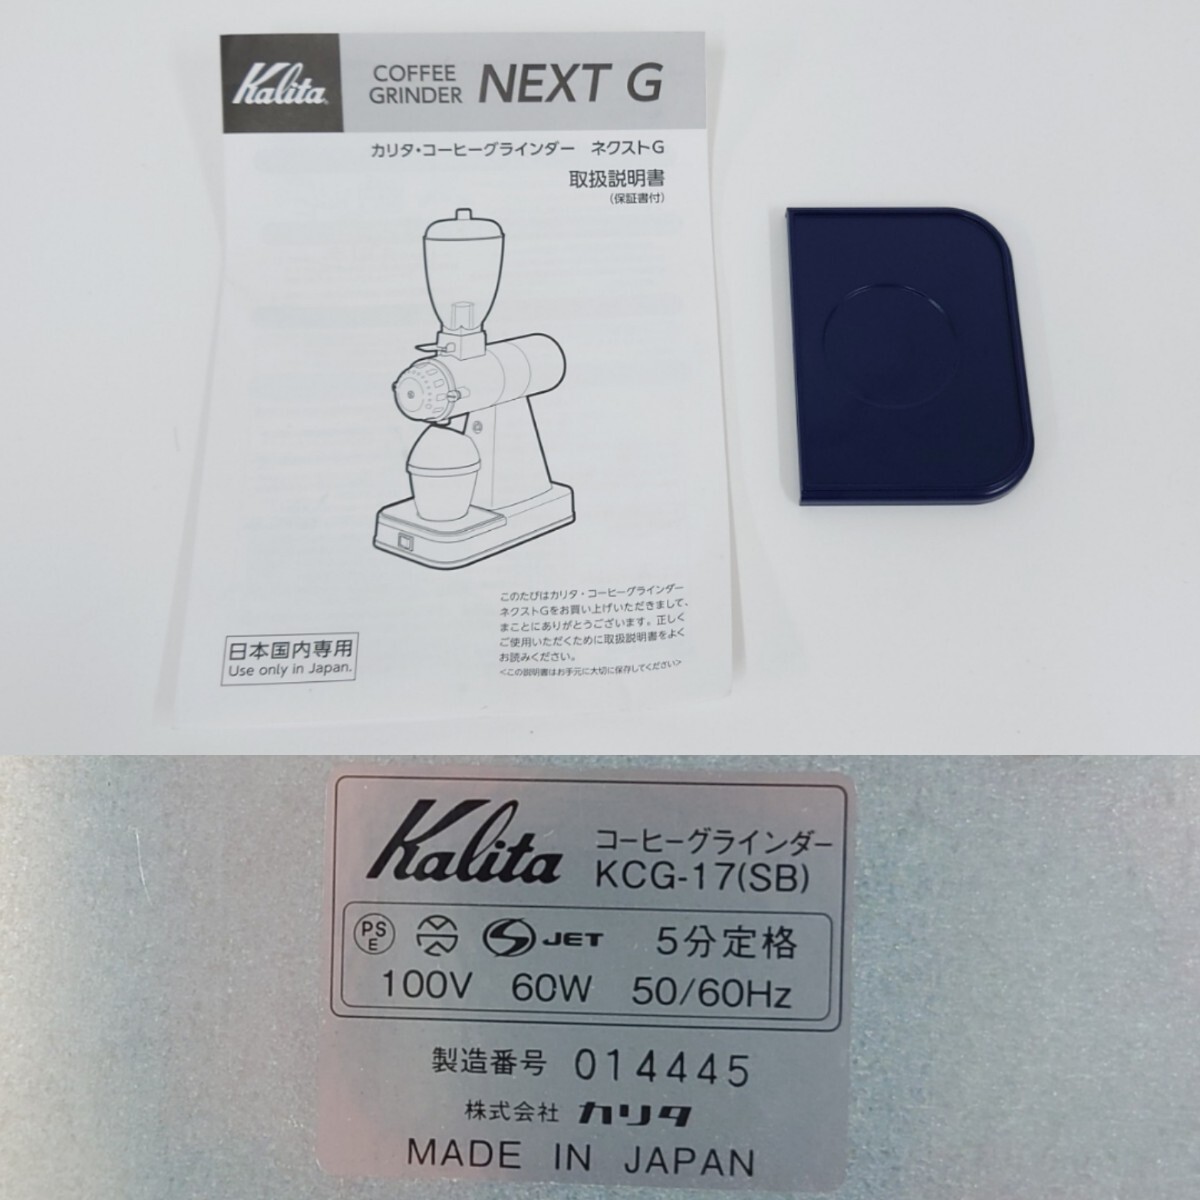 Kalita
COFFEE GRINDER NEXT G
カリタ・コーヒーグラインダー ネクストG
取扱説明書
(保証書付)
このたびはカリタ・コーヒーグラインダー
ネクストGをお買い上げいただきまして、
まことにありがとうございます。正しく
ご使用いただくために取扱説明書をよく
お読みください。
<この説明書はお手元に大切に保存してください>
日本国内専用
Use only in Japan.
Kalita コーヒーグラインダー
KCG-17(SB)
PSE JET 5分定格
100V 60W 50/60Hz
製造番号 014445
株式会社 カリタ
MADE IN JAPAN